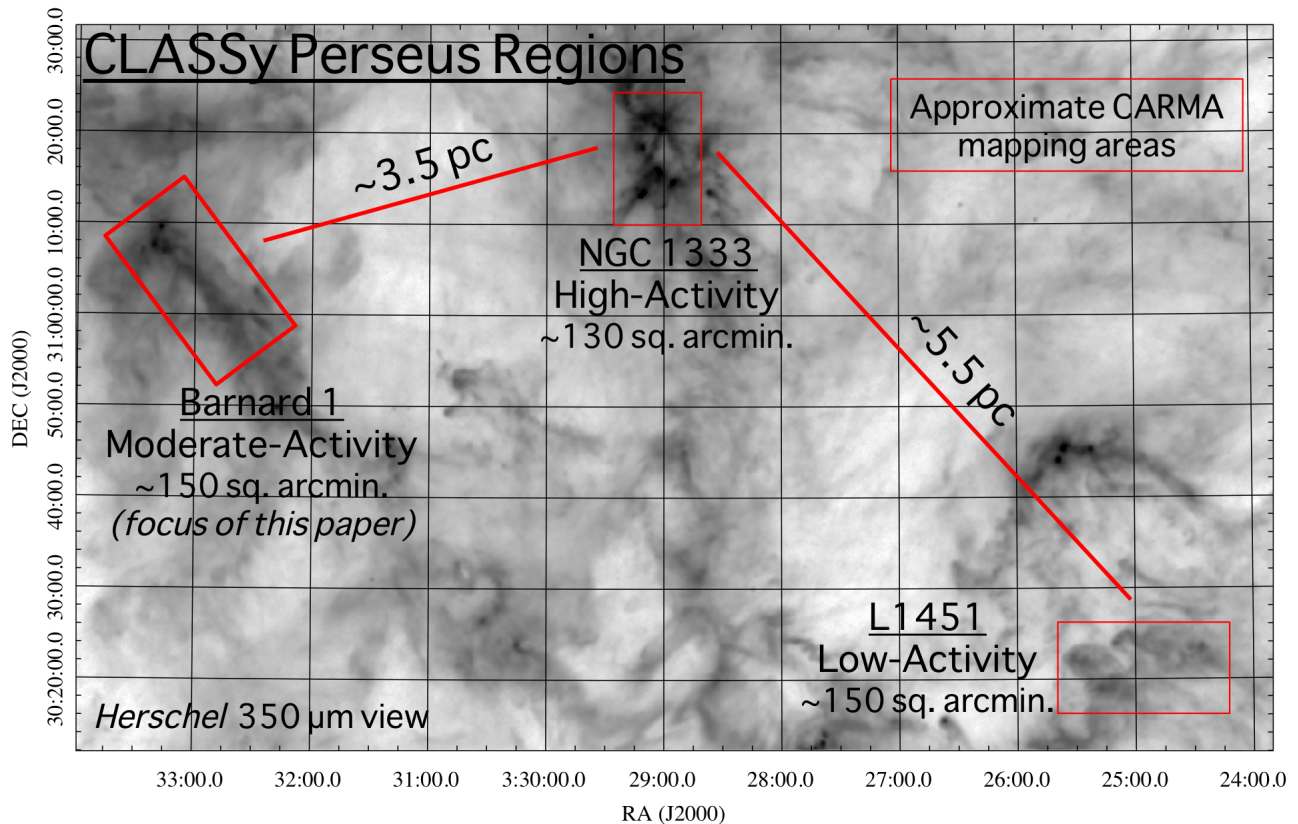 CLASSy Perseus Regions
Approximate CARMA
mapping areas
~3.5 pc
~5.5 pc
NGC 1333
High-Activity
~130 sq. arcmin.
Barnard 1
Moderate-Activity
~150 sq. arcmin.
(focus of this paper)
L1451
Low-Activity
~150 sq. arcmin.
Herschel 350 µm view
DEC (J2000)
30:00.0
20:00.0
10:00.0
31:00:00.0
50:00.0
40:00.0
30:00.0
30:20:00.0
33:00.0
32:00.0
31:00.0
3:30:00.0
29:00.0
28:00.0
27:00.0
26:00.0
25:00.0
24:00.0
RA (J2000)